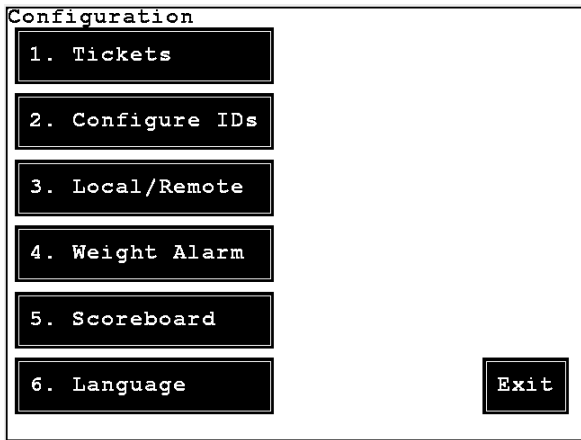 Configuration
1. Tickets
2. Configure IDs
3. Local/Remote
4. Weight Alarm
5. Scoreboard
6. Language
Exit